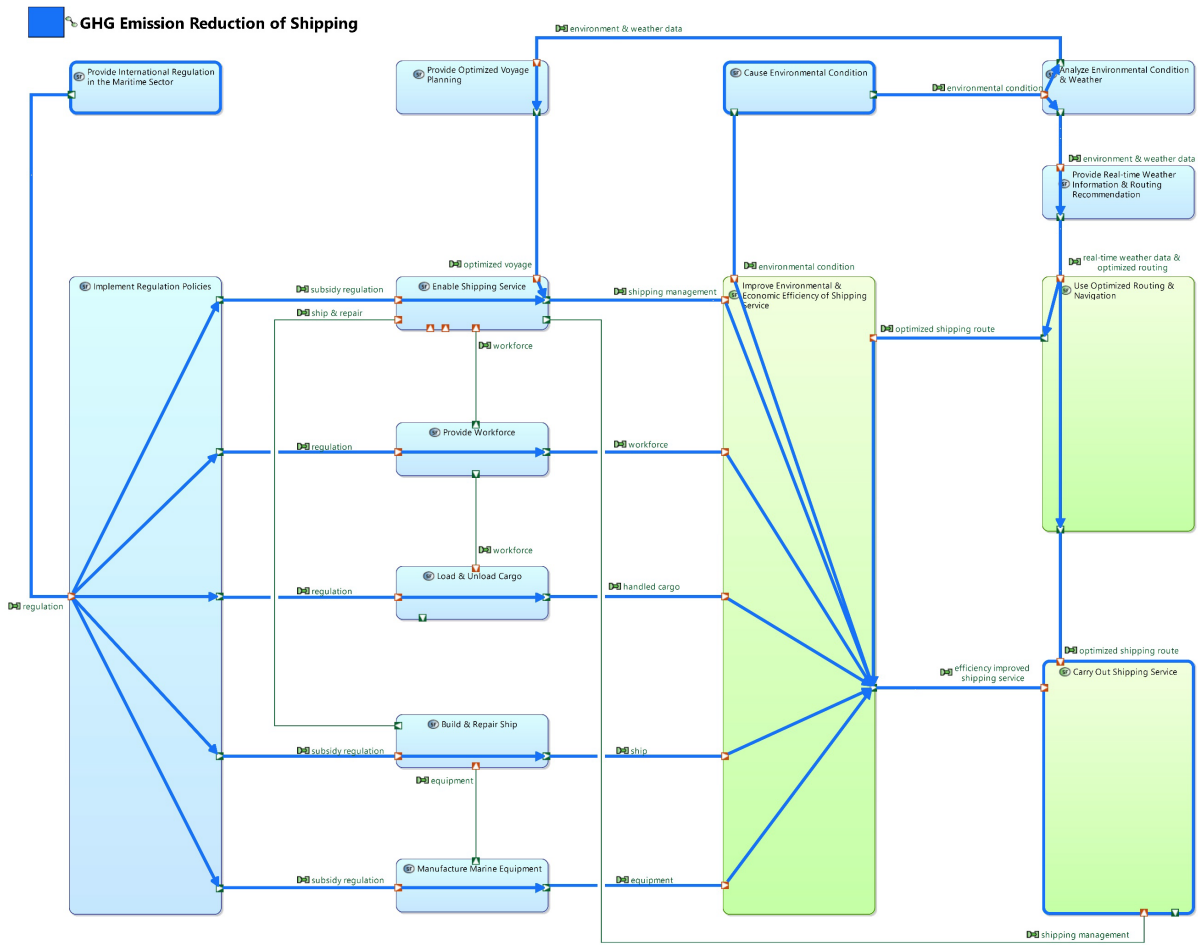 GHG Emission Reduction of Shipping
environment & weather data
Provide International Regulation
in the Maritime Sector
Provide Optimized Voyage
Planning
Cause Environmental Condition
environmental condition
Analyze Environmental Condition
& Weather
environment & weather data
Provide Real-time Weather
Information & Routing
Recommendation
optimized voyage
environmental condition
real-time weather data &
optimized routing
Implement Regulation Policies
subsidy regulation
Enable Shipping Service
shipping management
Improve Environmental &
Economic Efficiency of Shipping
Service
Use Optimized Routing &
Navigation
ship & repair
optimized shipping route
workforce
Provide Workforce
regulation
workforce
workforce
Load & Unload Cargo
regulation
handled cargo
regulation
optimized shipping route
efficiency improved
shipping service
Carry Out Shipping Service
Build & Repair Ship
subsidy regulation
ship
equipment
Manufacture Marine Equipment
subsidy regulation
equipment
shipping management